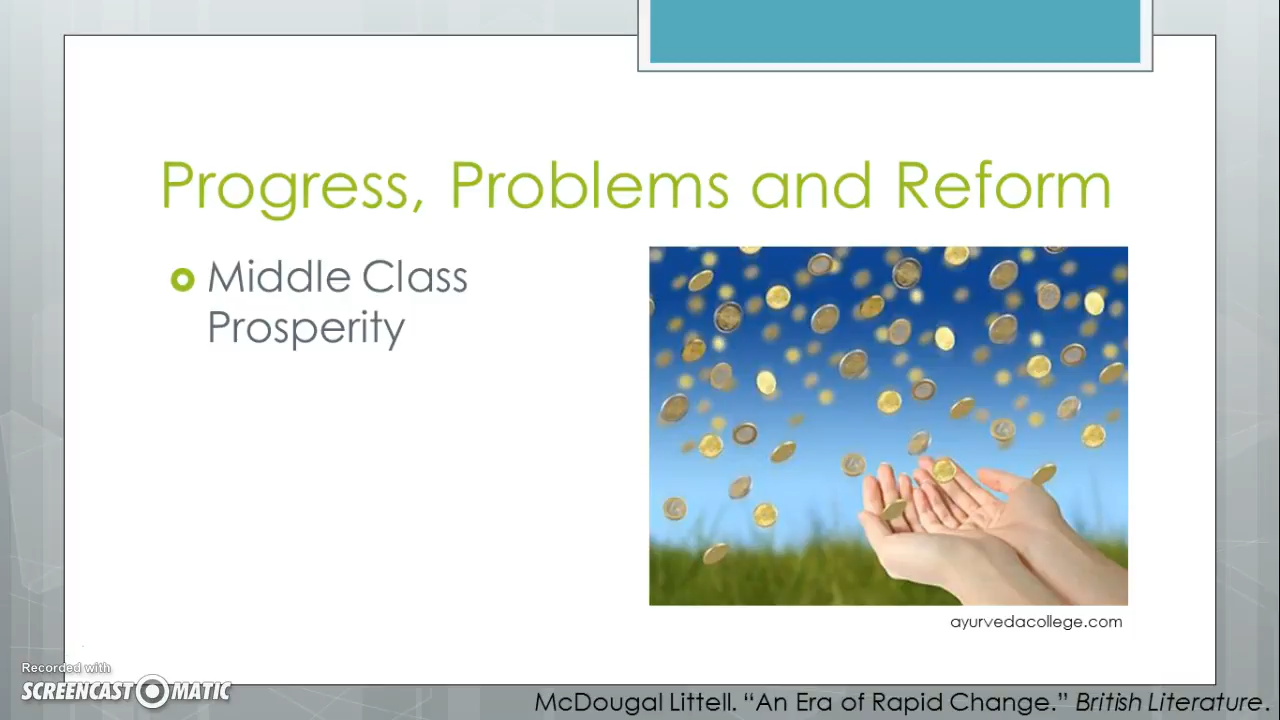 Progress, Problems and Reform
Middle Class
Prosperity
ayurvedacollege.com
Recorded with
SCREENCAST MATIC
McDougal Littell. “An Era of Rapid Change.” British Literature.